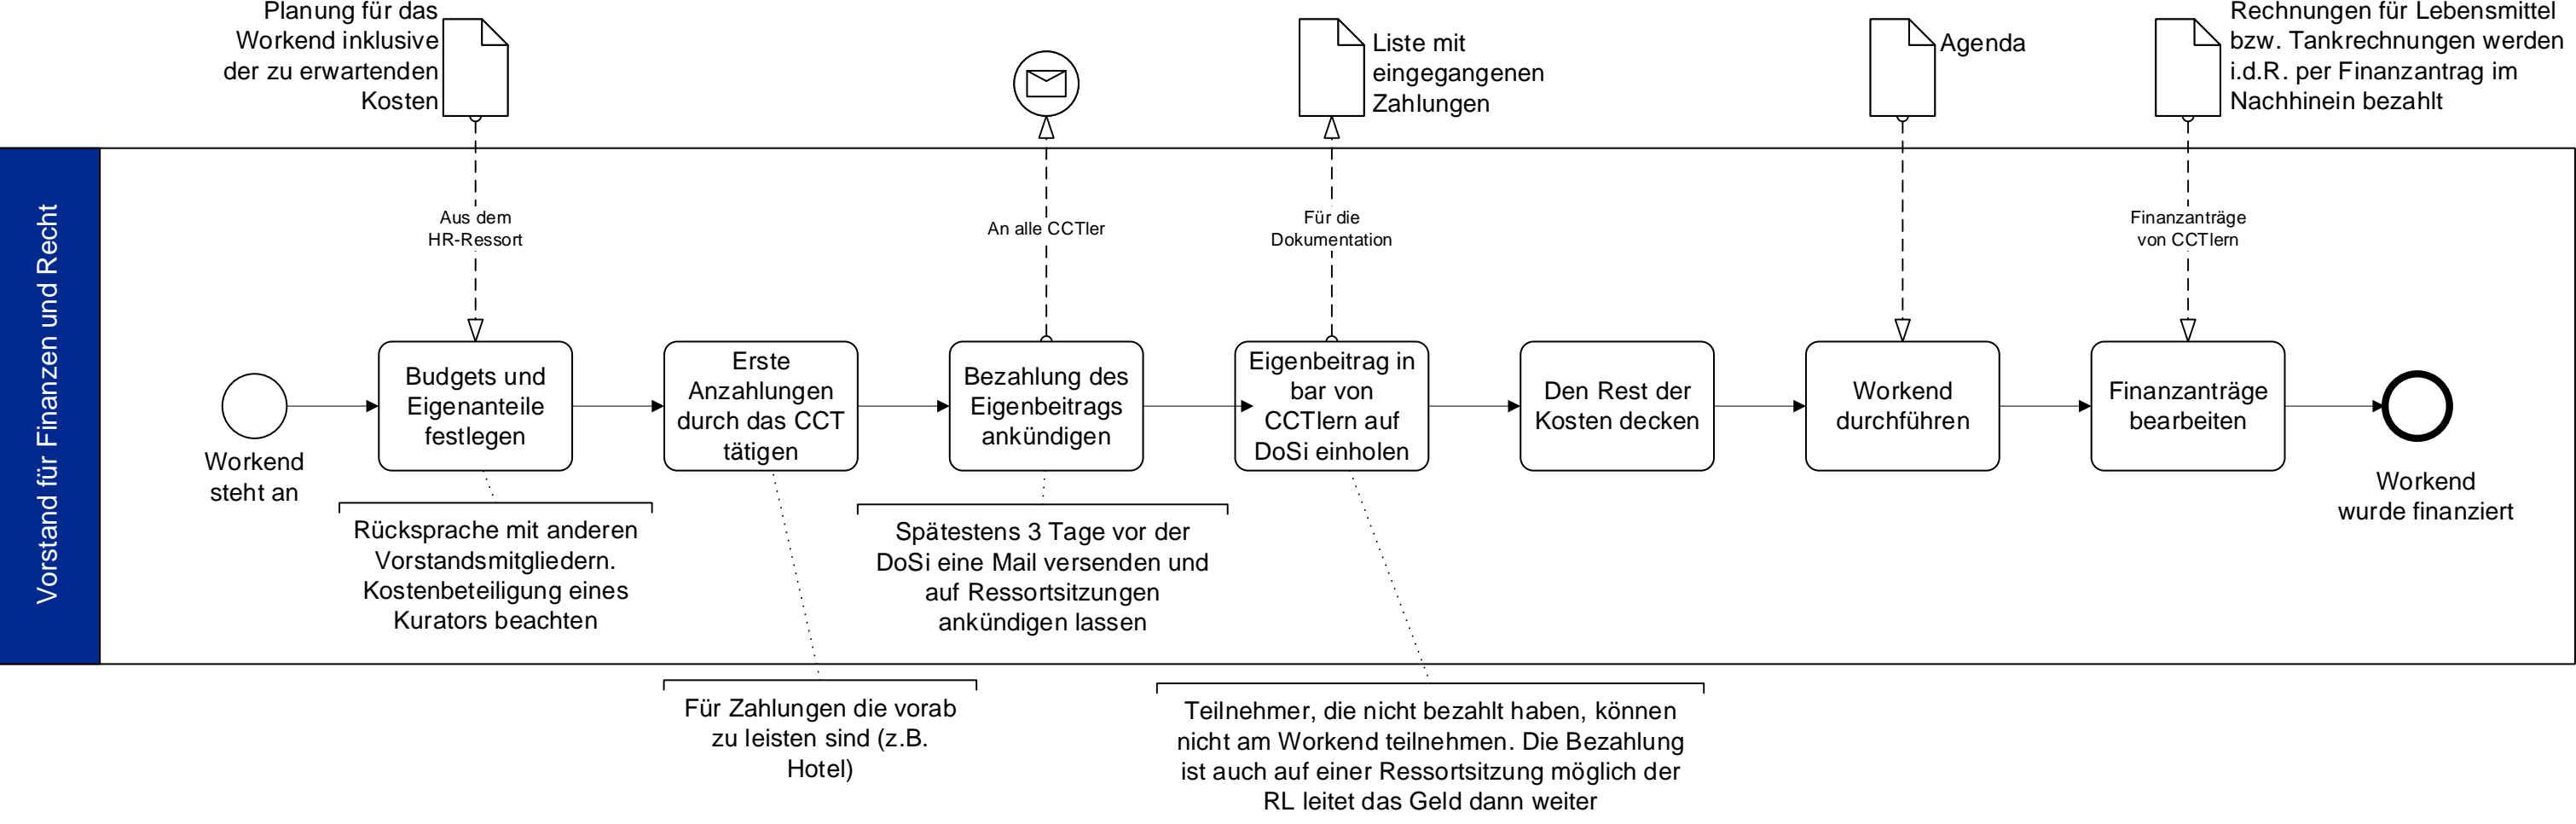 Planung für das
Workend inklusive
der zu erwartenden
Kosten
Liste mit
eingegangenen
Zahlungen
Agenda
Rechnungen für Lebensmittel
bzw. Tankrechnungen werden
i.d.R. per Finanzantrag im
Nachhinein bezahlt
Vorstand für Finanzen und Recht
Aus dem
HR-Ressort
An alle CCTler
Für die
Dokumentation
Finanzanträge
von CCTlern
Workend
steht an
Budgets und
Eigenanteile
festlegen
Erste
Anzahlungen
durch das CCT
tätigen
Bezahlung des
Eigenbeitrags
ankündigen
Eigenbeitrag in
bar von
CCTlern auf
DoSi einholen
Den Rest der
Kosten decken
Workend
durchführen
Finanzanträge
bearbeiten
Workend
wurde finanziert
Rücksprache mit anderen
Vorstandsmitgliedern.
Kostenbeteiligung eines
Kurators beachten
Spätestens 3 Tage vor der
DoSi eine Mail versenden und
auf Ressortsitzungen
ankündigen lassen
Für Zahlungen die vorab
zu leisten sind (z.B.
Hotel)
Teilnehmer, die nicht bezahlt haben, können
nicht am Workend teilnehmen. Die Bezahlung
ist auch auf einer Ressortsitzung möglich der
RL leitet das Geld dann weiter